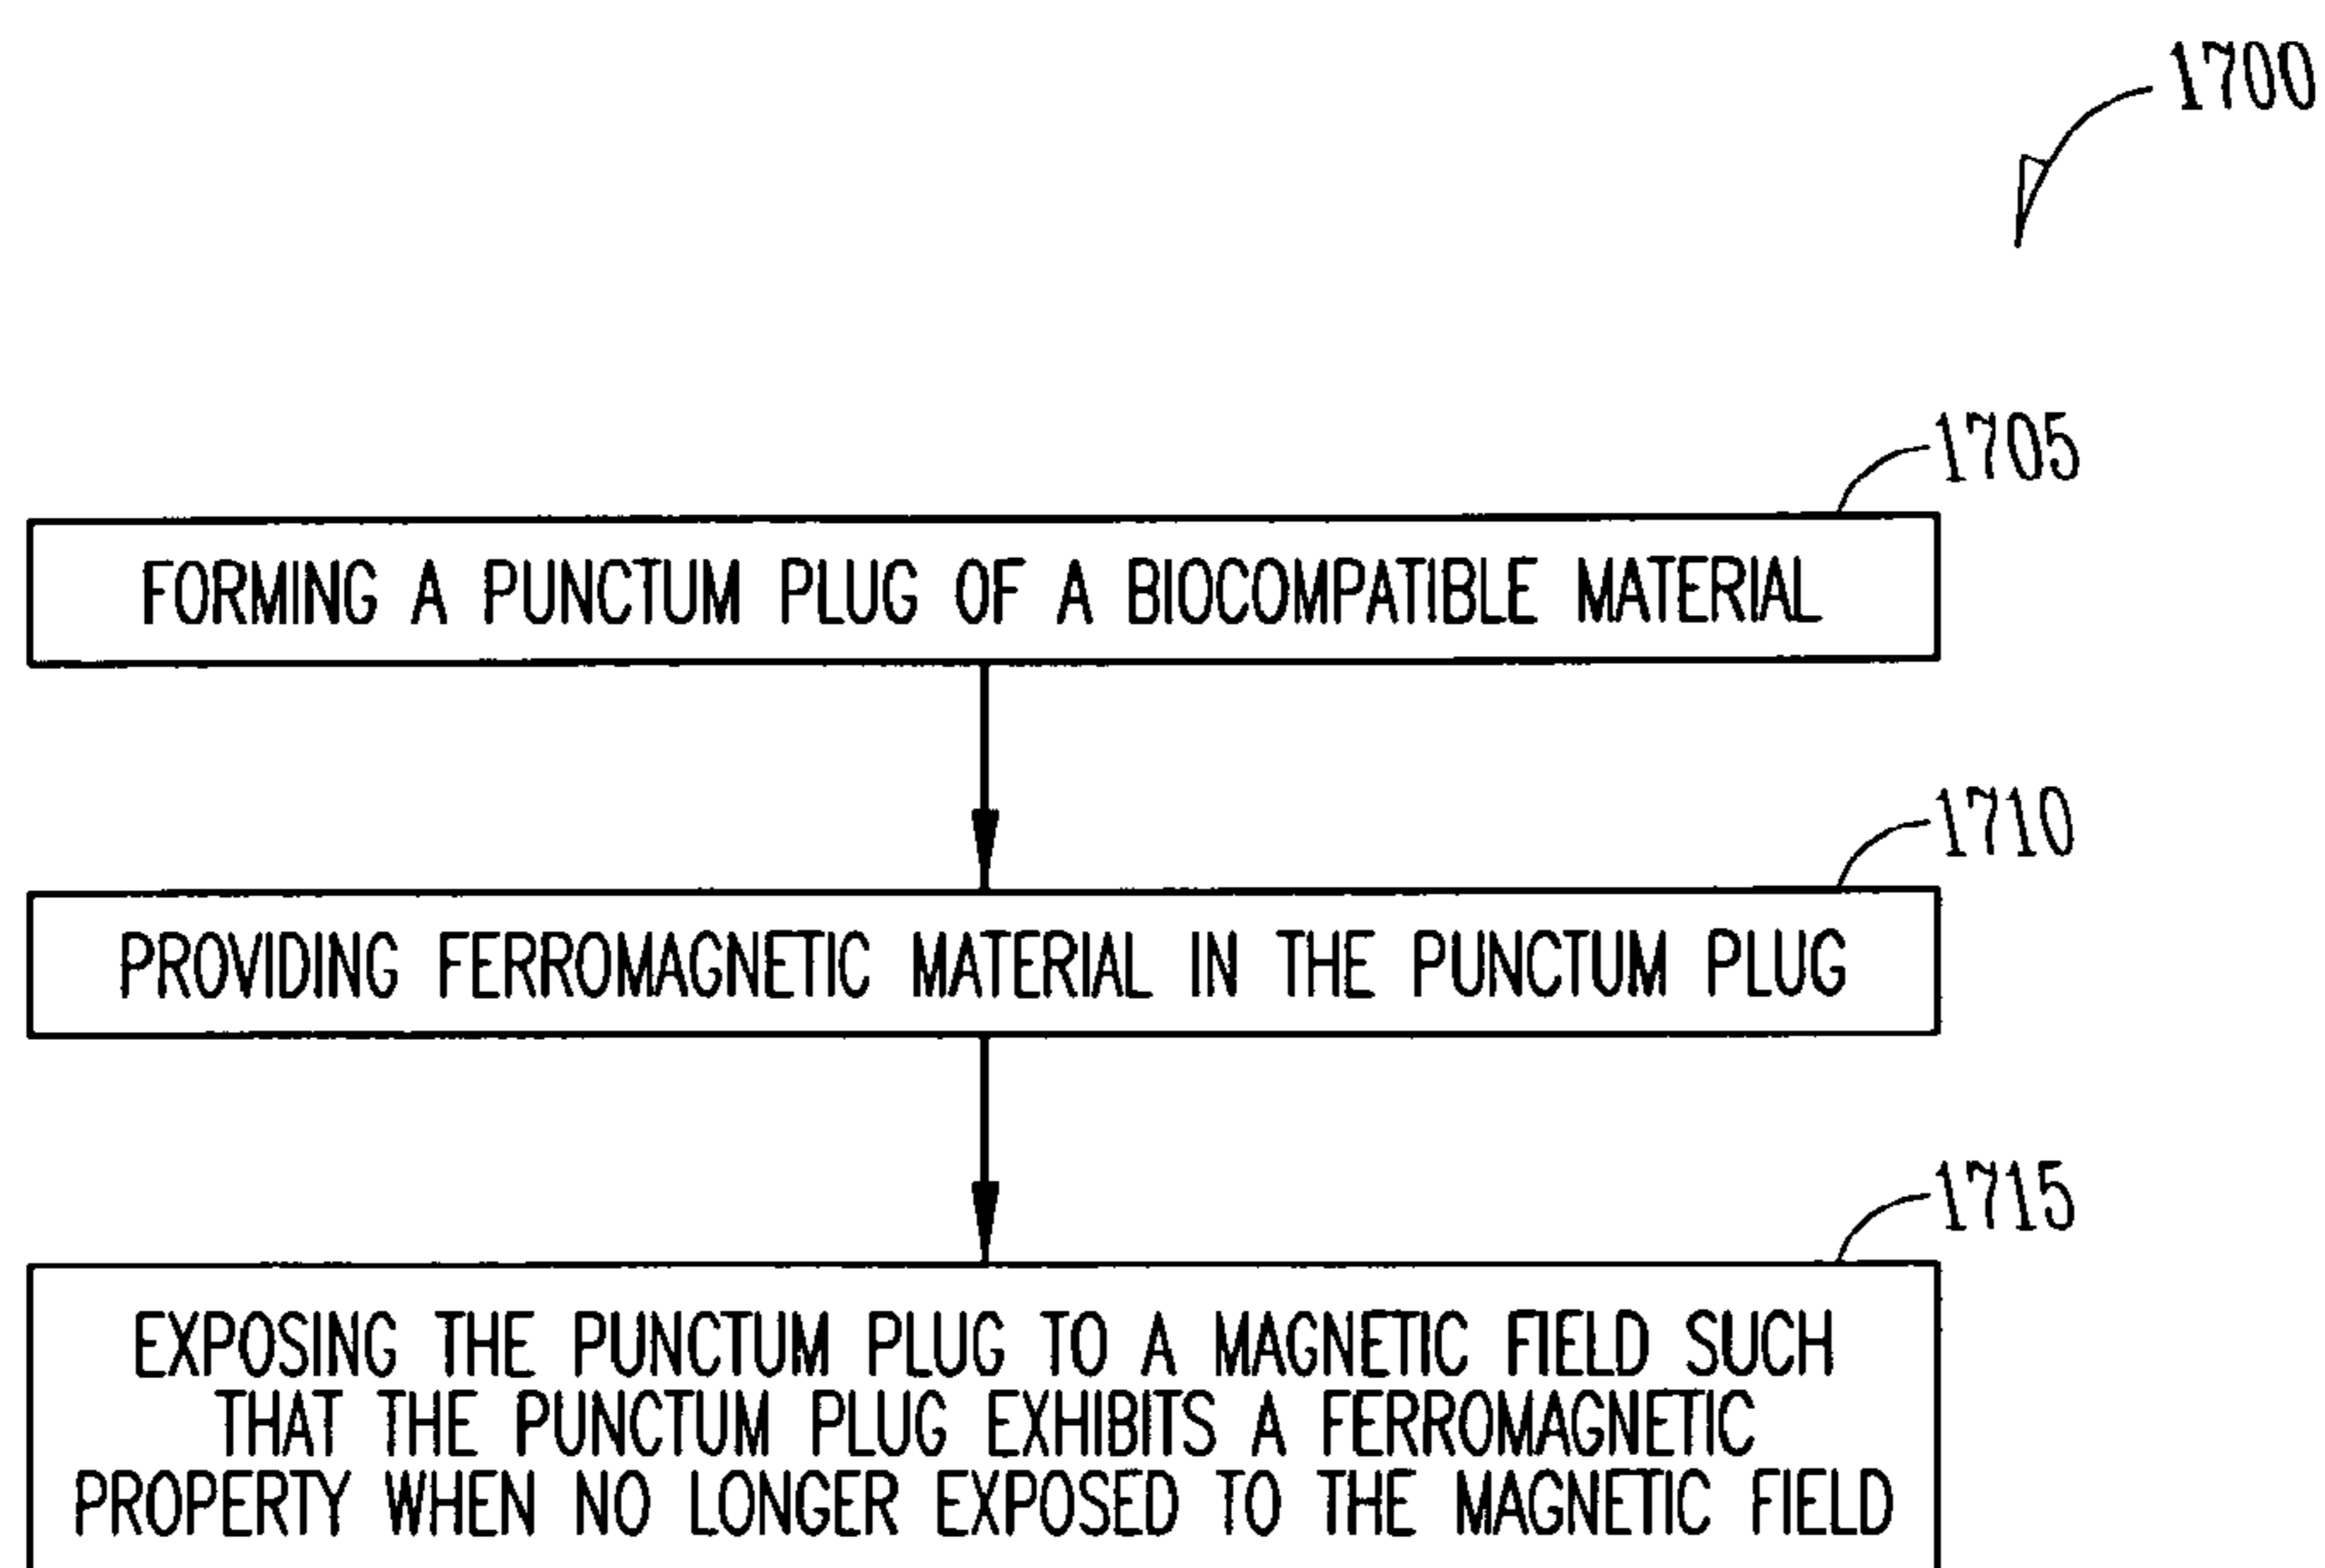 1700
1705
FORMING A PUNCTUM PLUG OF A BIOCOMPATIBLE MATERIAL
1710
PROVIDING FERROMAGNETIC MATERIAL IN THE PUNCTUM PLUG
1715
EXPOSING THE PUNCTUM PLUG TO A MAGNETIC FIELD SUCH
THAT THE PUNCTUM PLUG EXHIBITS A FERROMAGNETIC
PROPERTY WHEN NO LONGER EXPOSED TO THE MAGNETIC FIELD